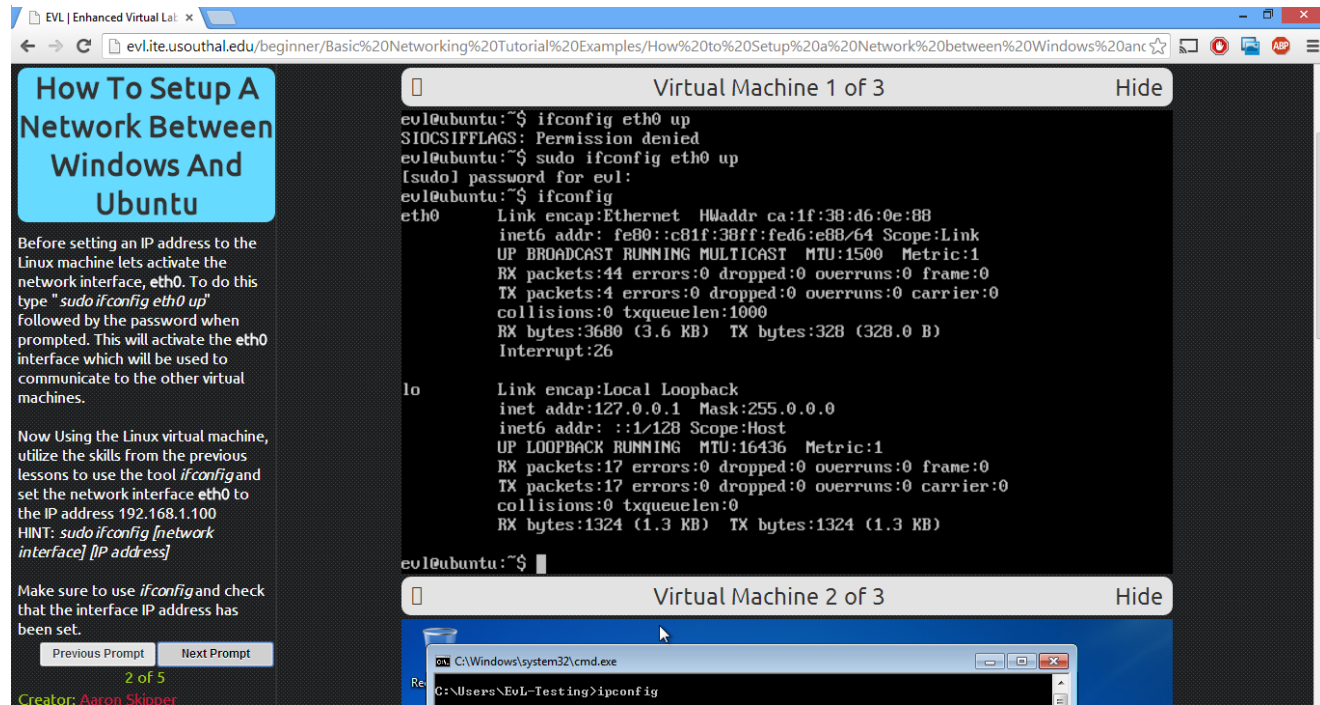 EVL | Enhanced Virtual Lab
evl.ite.usouthal.edu/beginner/Basic%20Networking%20Tutorial%20Examples/How%20to%20Setup%20a%20Network%20between%20Windows%20anc
ABP
How To Setup A
Network Between
Windows And
Ubuntu
Before setting an IP address to the
Linux machine lets activate the
network interface, eth0. To do this
type "sudo ifconfig eth0 up"
followed by the password when
prompted. This will activate the eth0
interface which will be used to
communicate to the other virtual
machines.
Now Using the Linux virtual machine,
utilize the skills from the previous
lessons to use the tool ifconfig and
set the network interface eth0 to
the IP address 192.168.1.100
HINT: sudo ifconfig [network
interface] [IP address]
Make sure to use ifconfig and check
that the interface IP address has
been set.
Previous Prompt Next Prompt
2 of 5
Creator: Aaron Skipper
Virtual Machine 1 of 3 Hide
evl@ubuntu:~$ ifconfig eth0 up
SIOCSIFFLAGS: Permission denied
evl@ubuntu:~$ sudo ifconfig eth0 up
[sudo] password for evl:
evl@ubuntu:~$ ifconfig
eth0 Link encap:Ethernet HWaddr ca:1f:38:d6:0e:88
inet6 addr: fe80::c81f:38ff:fed6:e88/64 Scope:Link
UP BROADCAST RUNNING MULTICAST MTU:1500 Metric:1
RX packets:44 errors:0 dropped:0 overruns:0 frame:0
TX packets:4 errors:0 dropped:0 overruns:0 carrier:0
collisions:0 txqueuelen:1000
RX bytes:3680 (3.6 KB) TX bytes:328 (328.0 B)
Interrupt:26
lo Link encap:Local Loopback
inet addr:127.0.0.1 Mask:255.0.0.0
inet6 addr: ::1/128 Scope:Host
UP LOOPBACK RUNNING MTU:16436 Metric:1
RX packets:17 errors:0 dropped:0 overruns:0 frame:0
TX packets:17 errors:0 dropped:0 overruns:0 carrier:0
collisions:0 txqueuelen:0
RX bytes:1324 (1.3 KB) TX bytes:1324 (1.3 KB)
evl@ubuntu:~$
Virtual Machine 2 of 3 Hide
C:\Windows\system32\cmd.exe
Re
C:\Users\EvL-Testing>ipconfig